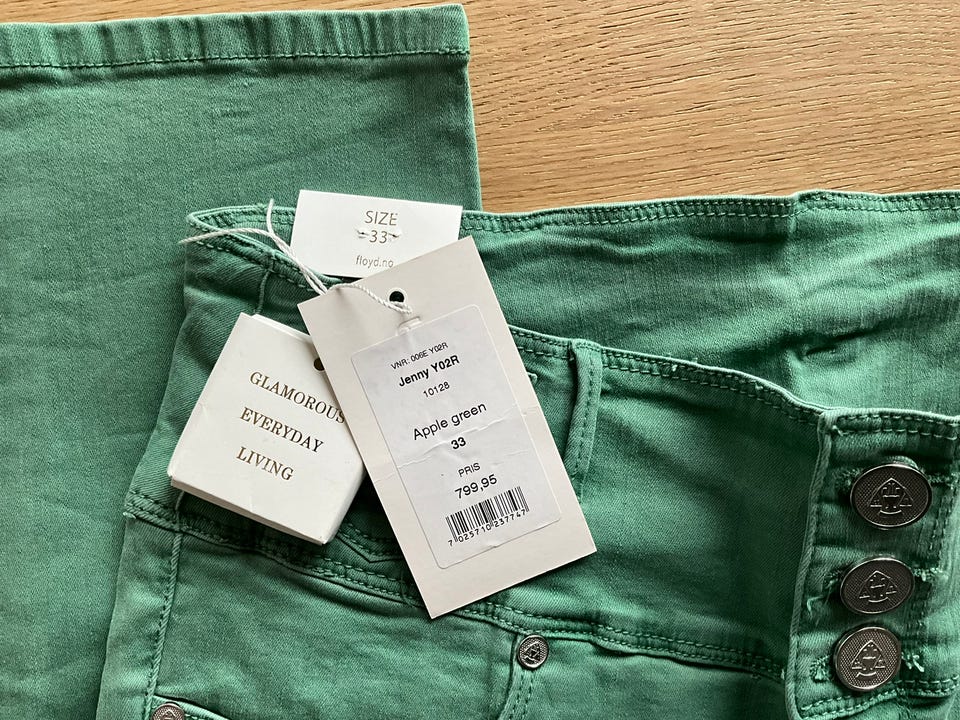 SIZE
33
floyd.no
GLAMOROUS
EVERYDAY
LIVING
VNR: 006E Y02R
Jenny Y02R
10128
Apple green
33
PRIS
799,95
7 025710 237747